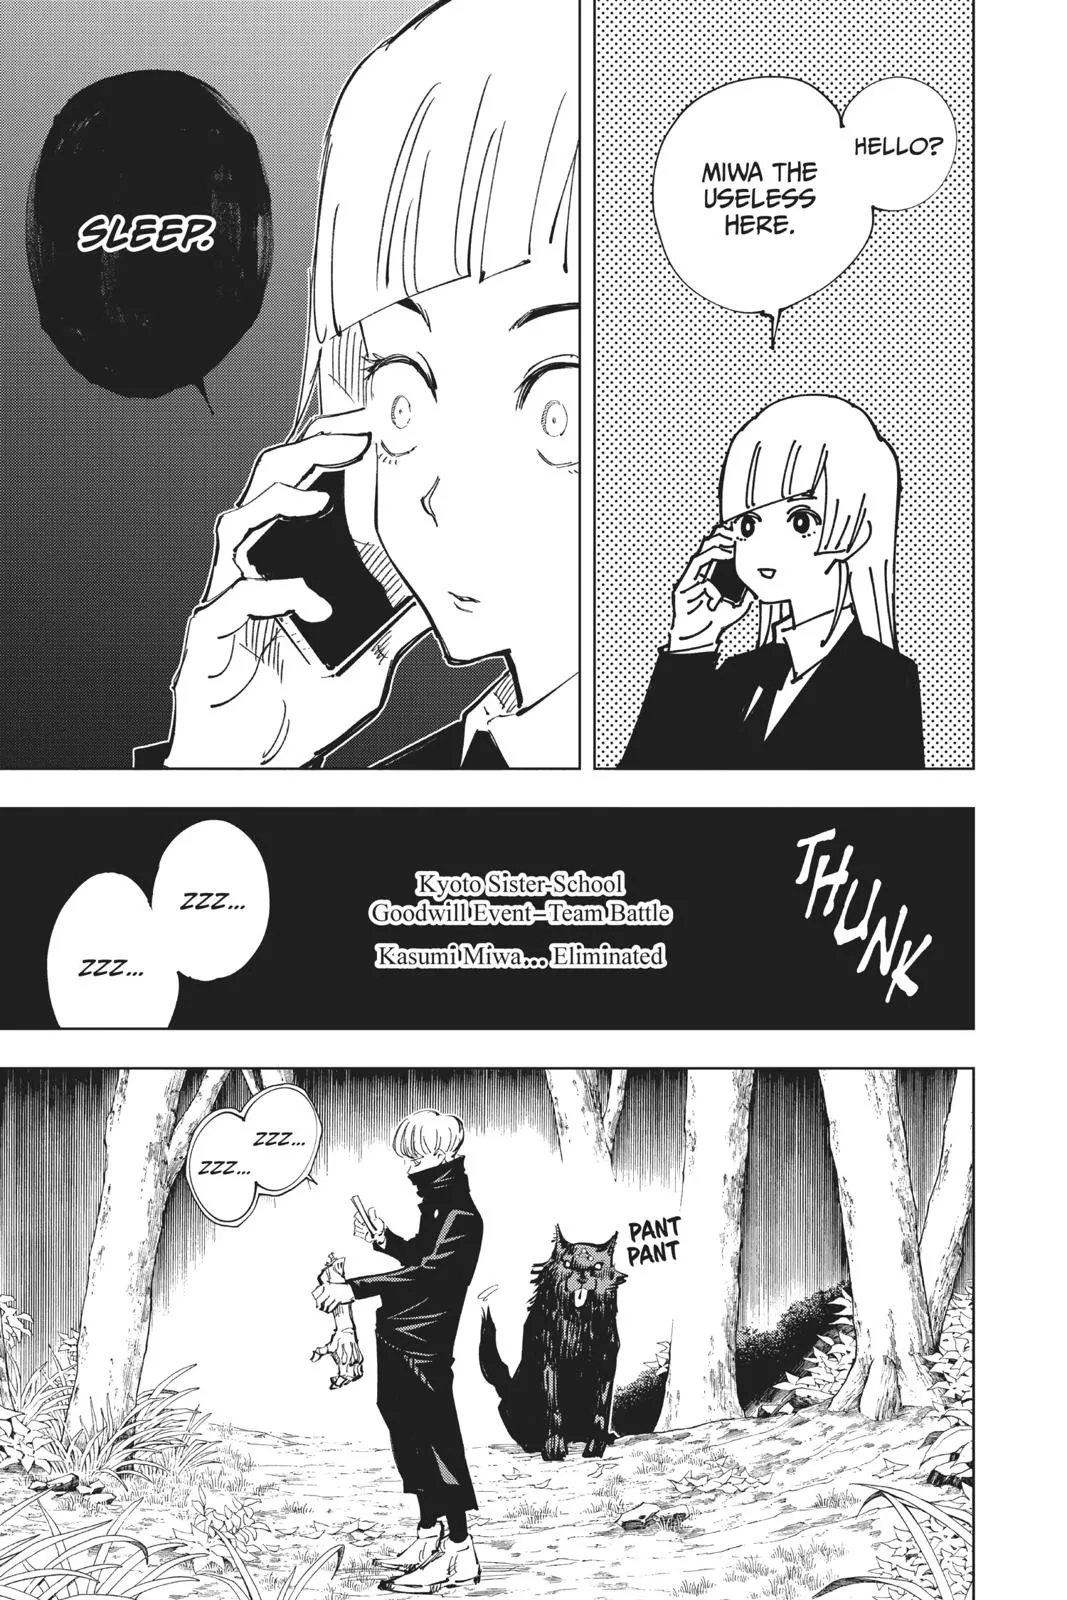 HELLO?
MIWA THE
USELESS
HERE.
SLEEP.
THUNK
Kyoto Sister-School
Goodwill Event–Team Battle
Kasumi Miwa... Eliminated
ZZZ...
ZZZ...
PANT
PANT
ZZZ...
ZZZ...